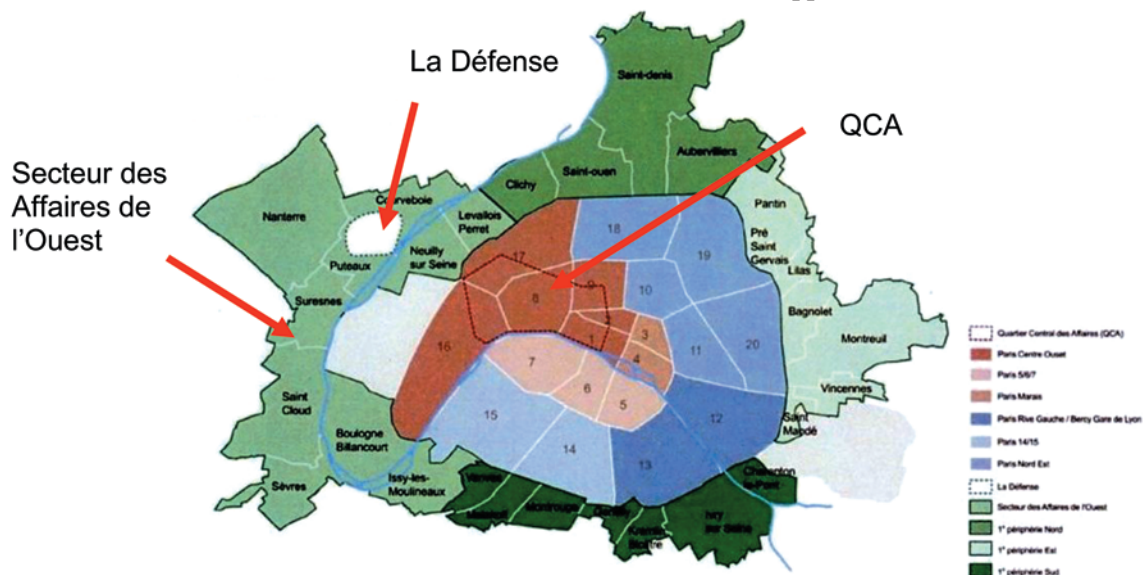 La Défense
QCA
Secteur des
Affaires de
l'Ouest
Saint-denis
Aubervilliers
Saint-ouen
Clichy
Courbevoie
Nanterre
Levallois
Perret
Neuilly
sur Seine
Puteaux
Suresnes
Saint
Cloud
Boulogne
Billancourt
Sèvres
Issy-les-
Moulineaux
Vanves
Malakoff
Montrouge
Gentilly
Kremlin
Bicêtre
Ivry
sur Seine
Charenton
le-Pont
Saint
Mandé
Vincennes
Montreuil
Bagnolet
Lilas
Pré
Saint
Gervais
Pantin
17
18
19
16
8
9
10
2
1
3
4
11
20
7
6
5
12
15
14
13
Quartier Central des Affaires (QCA)
Paris Centre Ouest
Paris 5/6/7
Paris Marais
Paris Rive Gauche / Bercy Gare de Lyon
Paris 14/15
Paris Nord Est
La Défense
Secteur des Affaires de l'Ouest
1° périphérie Nord
1° périphérie Est
1° périphérie Sud